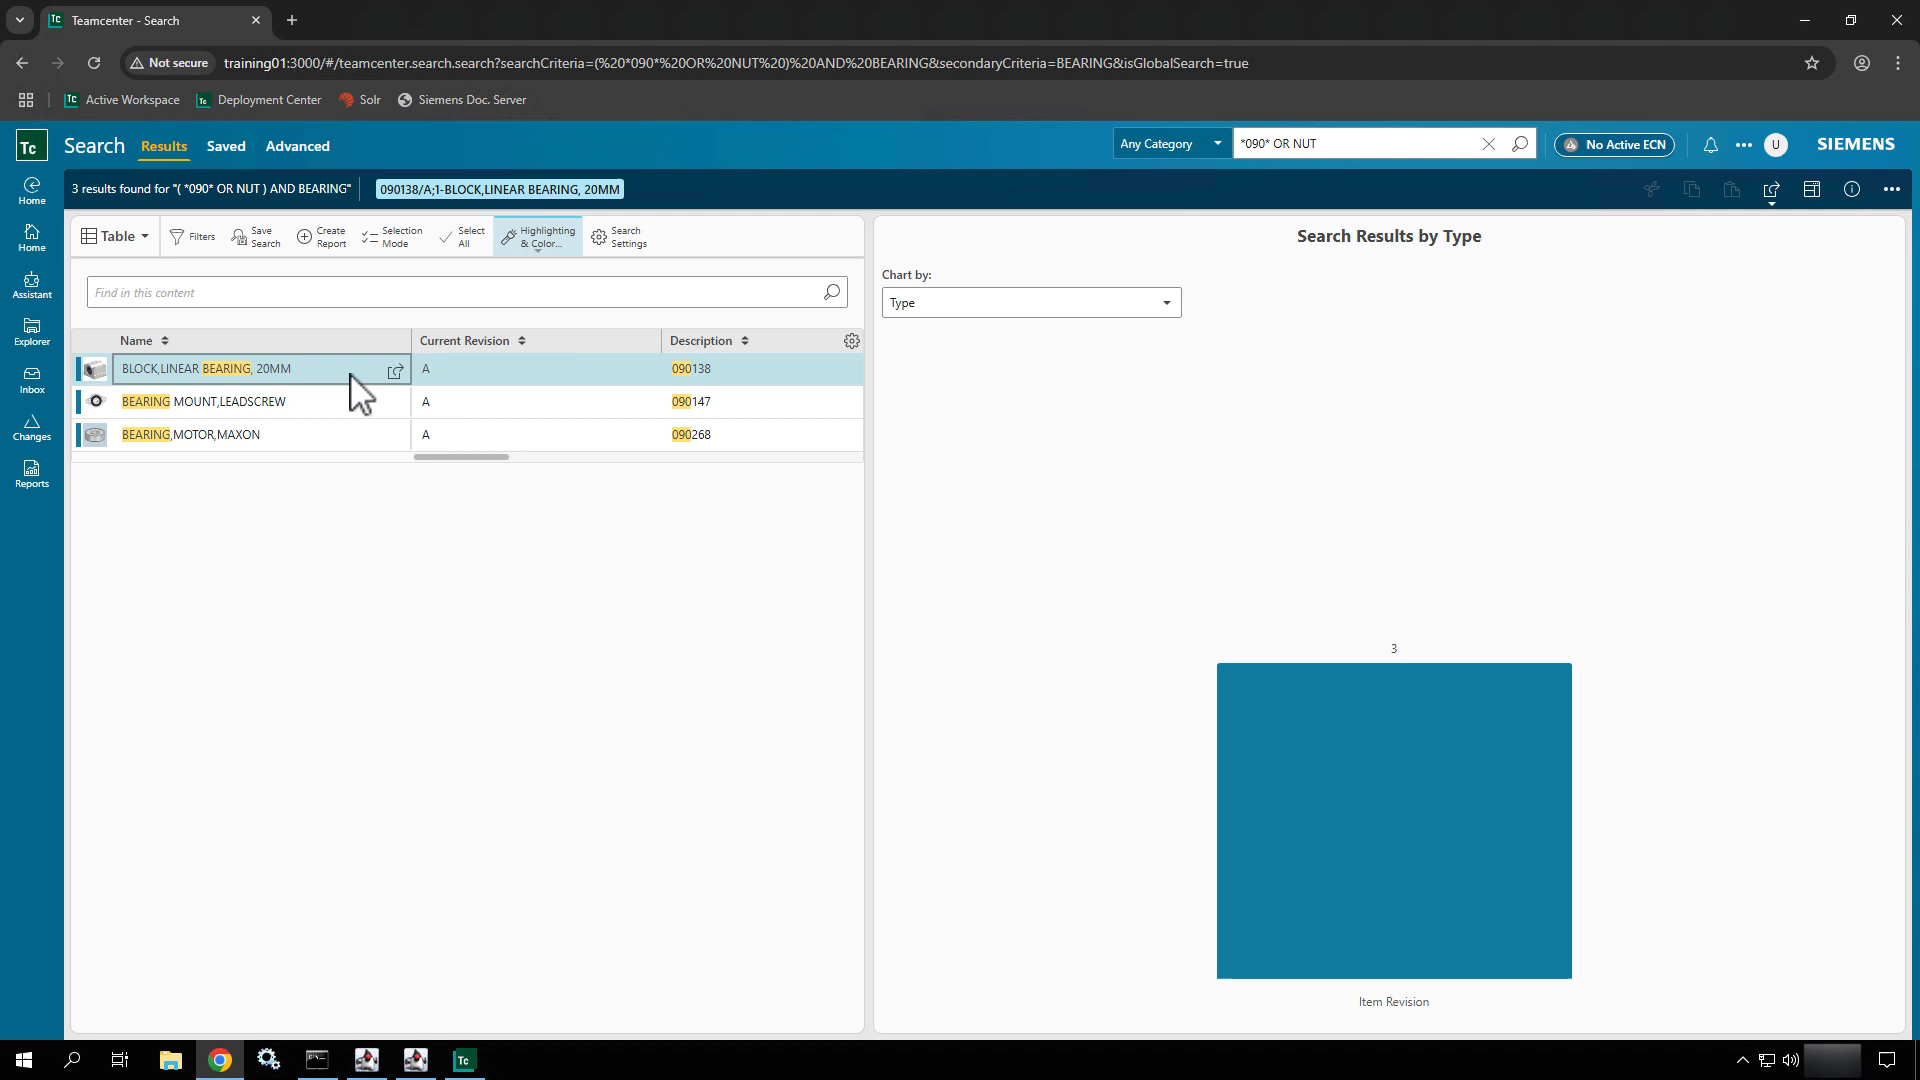 Tc Teamcenter - Search
Not secure training01:3000/#/teamcenter.search.search?searchCriteria=(%20*090*%20OR%20NUT%20)%20AND%20BEARING&secondaryCriteria=BEARING&isGlobalSearch=true
Tc Active Workspace Tc Deployment Center Solr Siemens Doc. Server
Tc Search Results Saved Advanced Any Category *090* OR NUT No Active ECN U SIEMENS
3 results found for "( *090* OR NUT ) AND BEARING" 090138/A;1-BLOCK,LINEAR BEARING, 20MM
Home
Home
Assistant
Explorer
Inbox
Changes
Reports
Table Filters Save Search Create Report Selection Mode Select All Highlighting & Color... Search Settings
Find in this content
Name Current Revision Description
BLOCK,LINEAR BEARING, 20MM A 090138
BEARING MOUNT,LEADSCREW A 090147
BEARING,MOTOR,MAXON A 090268
Search Results by Type
Chart by:
Type
3
Item Revision
Tc